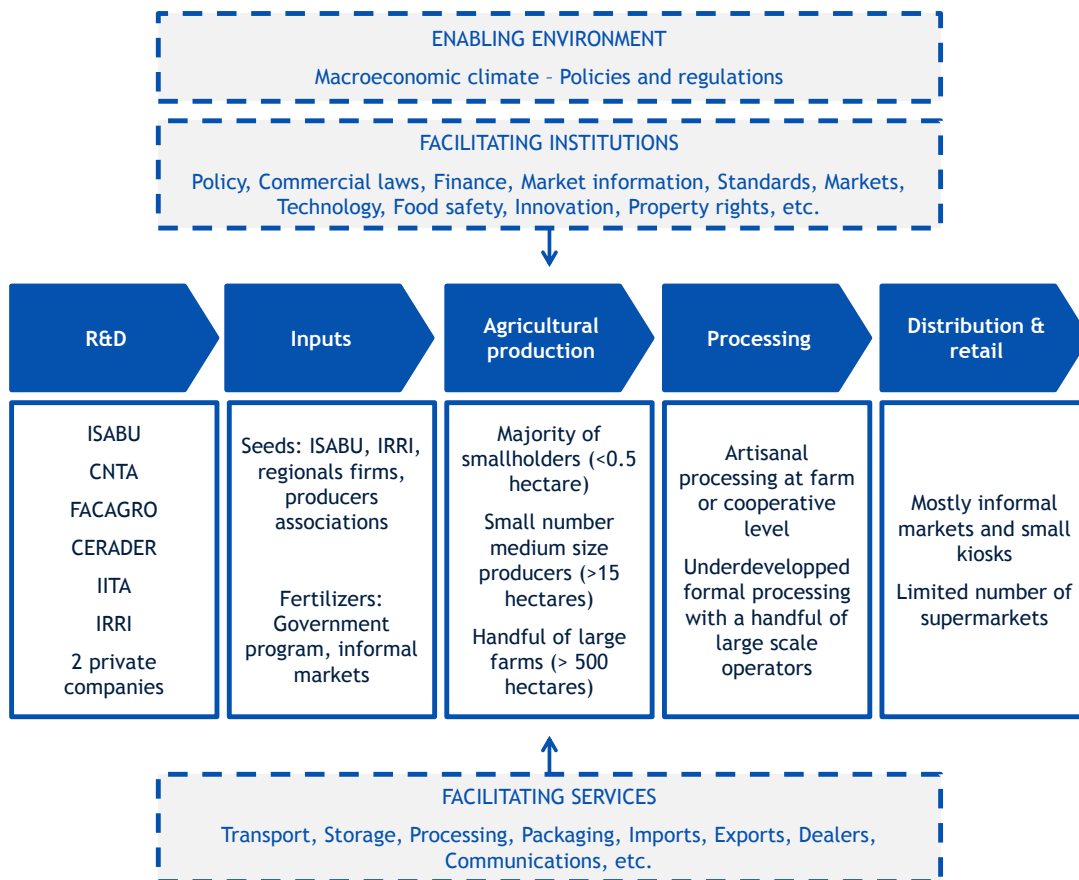 ENABLING ENVIRONMENT
Macroeconomic climate – Policies and regulations
FACILITATING INSTITUTIONS
Policy, Commercial laws, Finance, Market information, Standards, Markets,
Technology, Food safety, Innovation, Property rights, etc.
R&D
Inputs
Agricultural
production
Processing
Distribution &
retail
ISABU
CNTA
FACAGRO
CERADER
IITA
IRRI
2 private
companies
Seeds: ISABU, IRRI,
regionals firms,
producers
associations
Fertilizers:
Government
program, informal
markets
Majority of
smallholders (<0.5
hectare)
Small number
medium size
producers (>15
hectares)
Handful of large
farms (> 500
hectares)
Artisanal
processing at farm
or cooperative
level
Underdevelopped
formal processing
with a handful of
large scale
operators
Mostly informal
markets and small
kiosks
Limited number of
supermarkets
FACILITATING SERVICES
Transport, Storage, Processing, Packaging, Imports, Exports, Dealers,
Communications, etc.